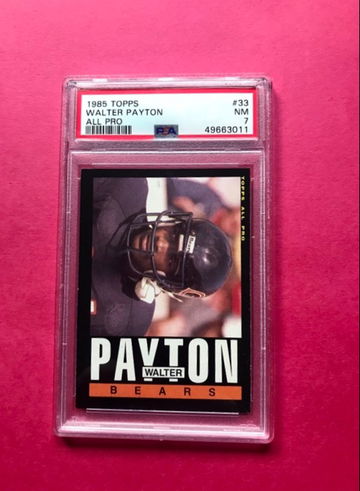 1985 TOPPS #33
WALTER PAYTON NM
ALL PRO 7
PSA 49663011
TOPPS ALL PRO
PAYTON
WALTER
BEARS